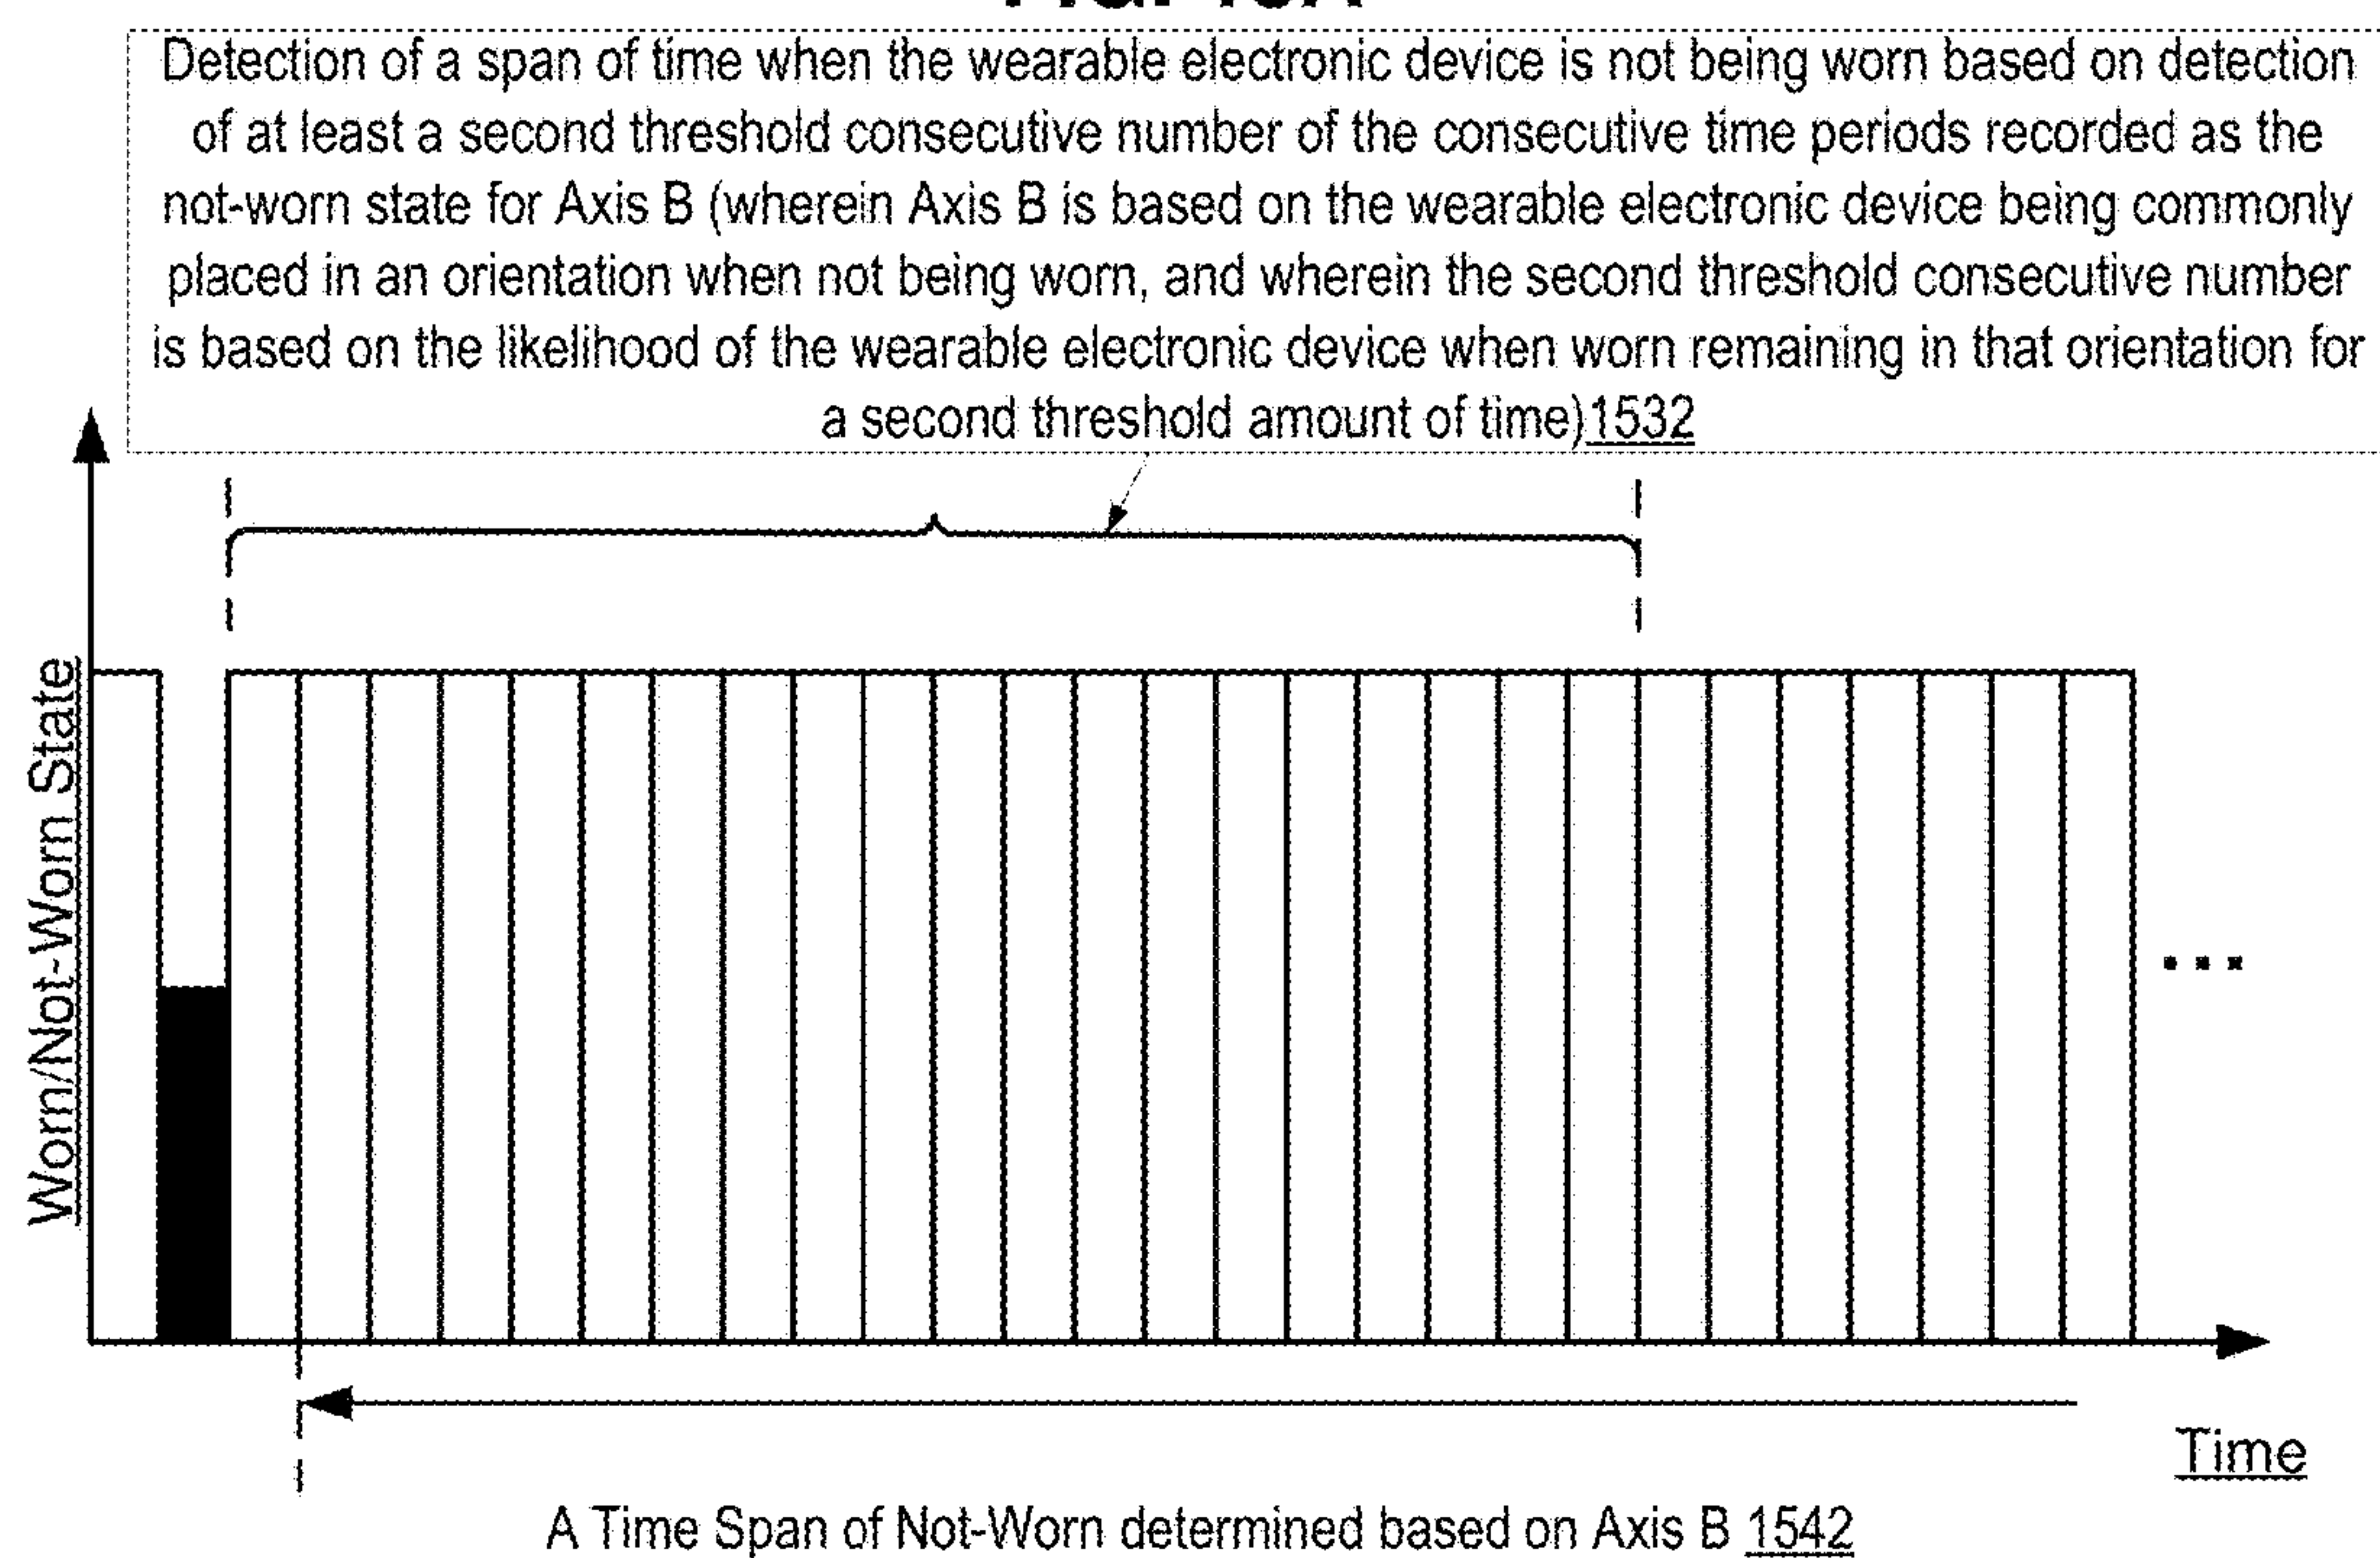 Detection of a span of time when the wearable electronic device is not being worn based on detection
of at least a second threshold consecutive number of the consecutive time periods recorded as the
not-worn state for Axis B (wherein Axis B is based on the wearable electronic device being commonly
placed in an orientation when not being worn, and wherein the second threshold consecutive number
is based on the likelihood of the wearable electronic device when worn remaining in that orientation for
a second threshold amount of time)1532
Worn/Not-Worn State
...
Time
A Time Span of Not-Worn determined based on Axis B 1542